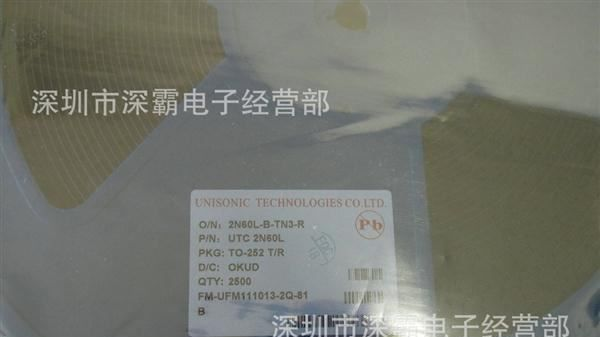 深圳市深霸电子经营部
UNISONIC TECHNOLOGIES CO.LTD.
O/N: 2N60L-B-TN3-R
P/N: UTC 2N60L
PKG: TO-252 T/R
D/C: OKUD
QTY: 2500
FM-UFM111013-2Q-81
B
Pb
深圳市深霸电子经营部